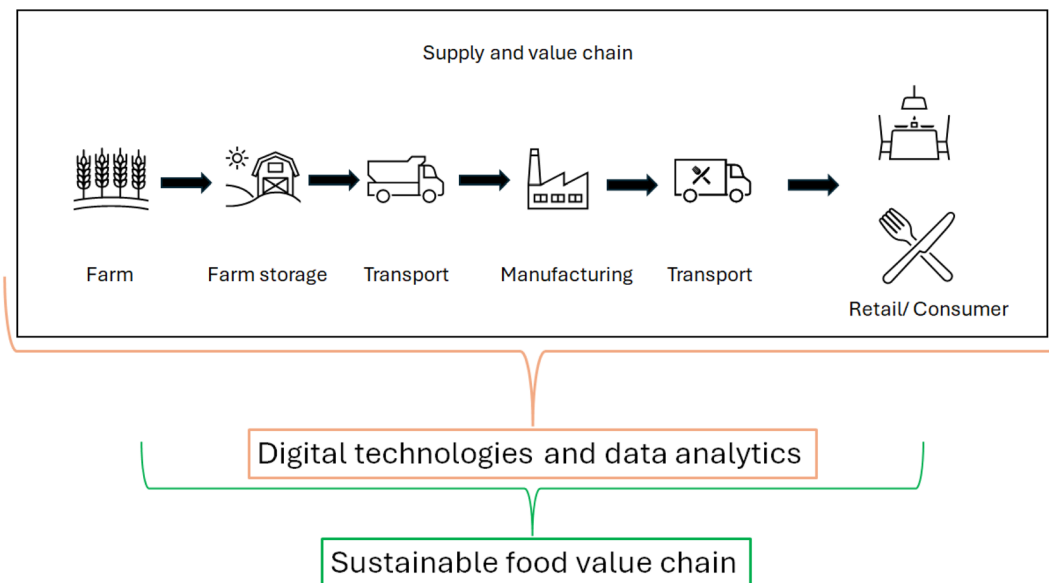 Supply and value chain
Farm
Farm storage
Transport
Manufacturing
Transport
Retail/ Consumer
Digital technologies and data analytics
Sustainable food value chain